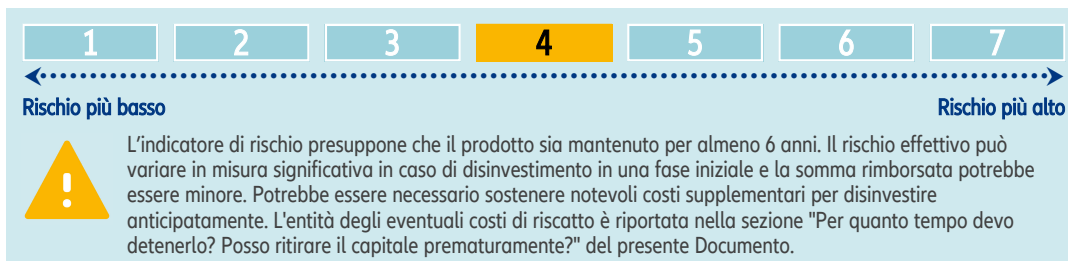 1 2 3 4 5 6 7
Rischio più basso Rischio più alto
L’indicatore di rischio presuppone che il prodotto sia mantenuto per almeno 6 anni. Il rischio effettivo può
variare in misura significativa in caso di disinvestimento in una fase iniziale e la somma rimborsata potrebbe
essere minore. Potrebbe essere necessario sostenere notevoli costi supplementari per disinvestire
anticipatamente. L'entità degli eventuali costi di riscatto è riportata nella sezione "Per quanto tempo devo
detenerlo? Posso ritirare il capitale prematuramente?" del presente Documento.